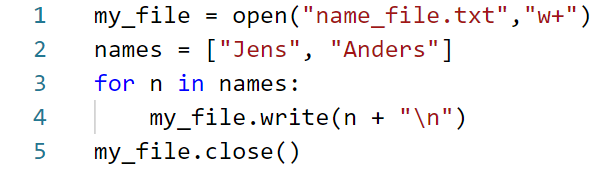 1 my_file = open("name_file.txt","w+")
2 names = ["Jens", "Anders"]
3 for n in names:
4     my_file.write(n + "\n")
5 my_file.close()